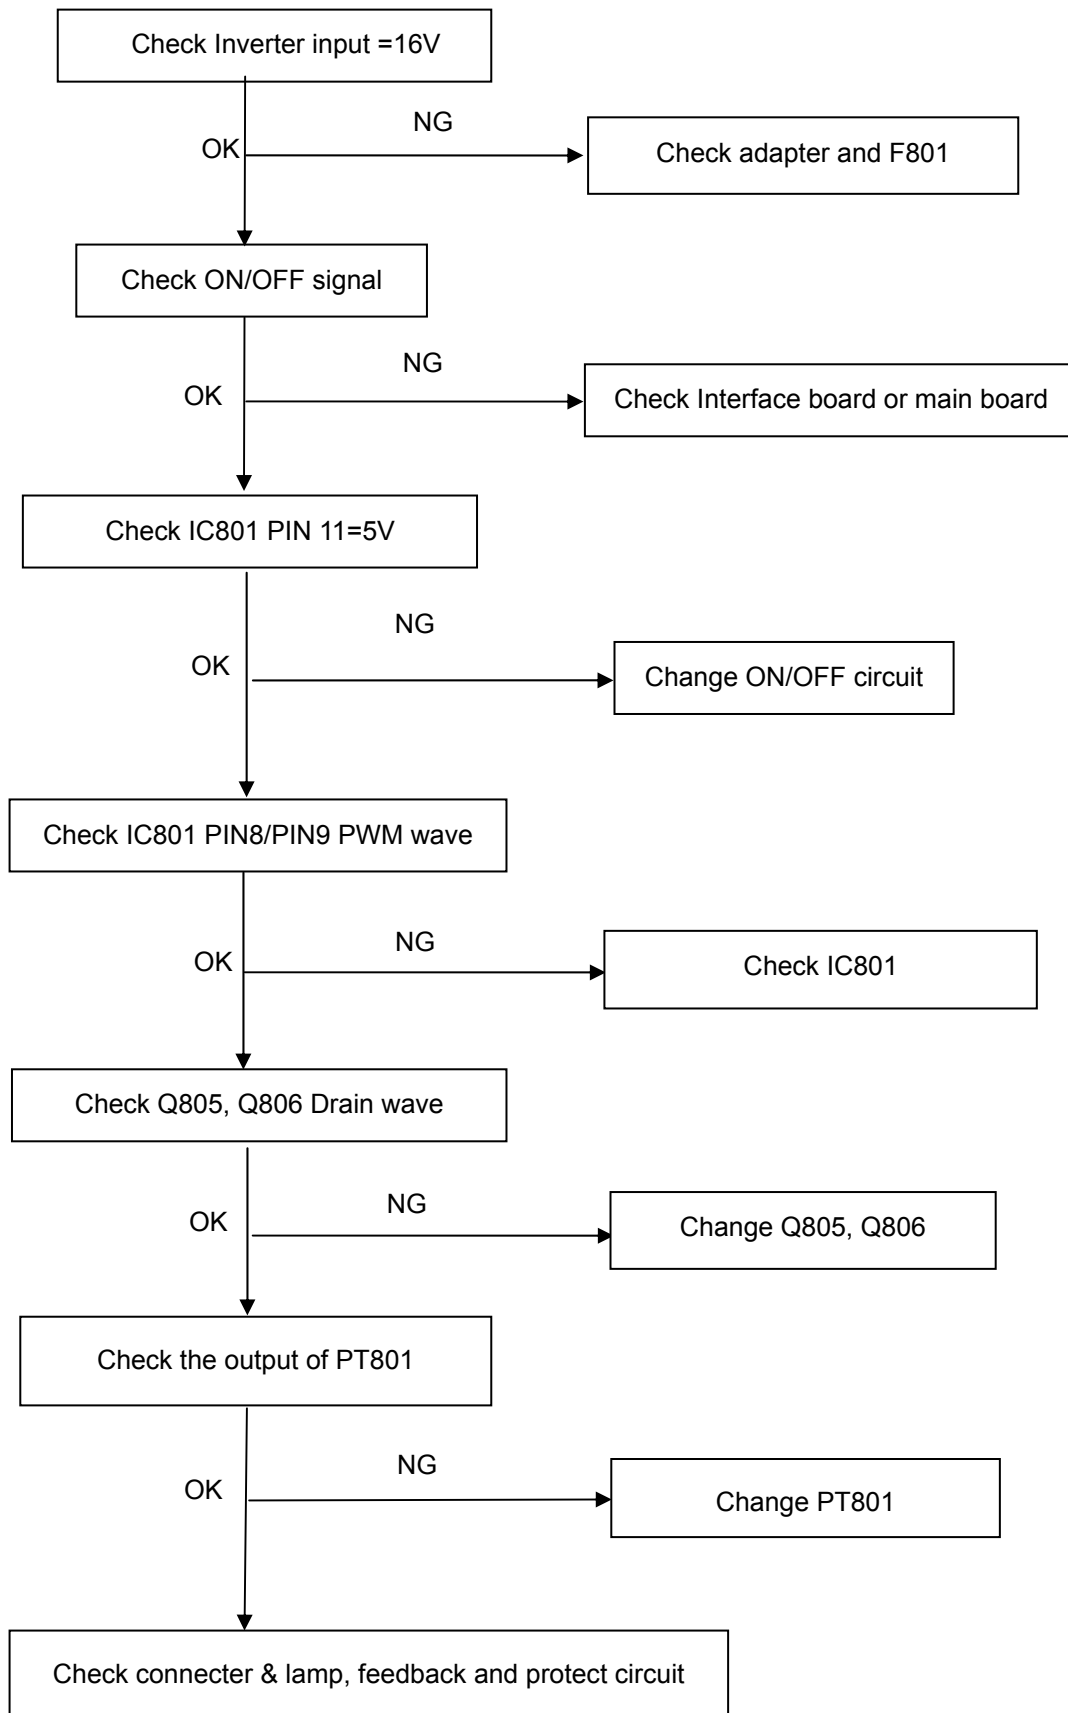 Check Inverter input =16V
NG
OK
Check adapter and F801
Check ON/OFF signal
NG
OK
Check Interface board or main board
Check IC801 PIN 11=5V
NG
OK
Change ON/OFF circuit
Check IC801 PIN8/PIN9 PWM wave
NG
OK
Check IC801
Check Q805, Q806 Drain wave
NG
OK
Change Q805, Q806
Check the output of PT801
NG
OK
Change PT801
Check connecter & lamp, feedback and protect circuit